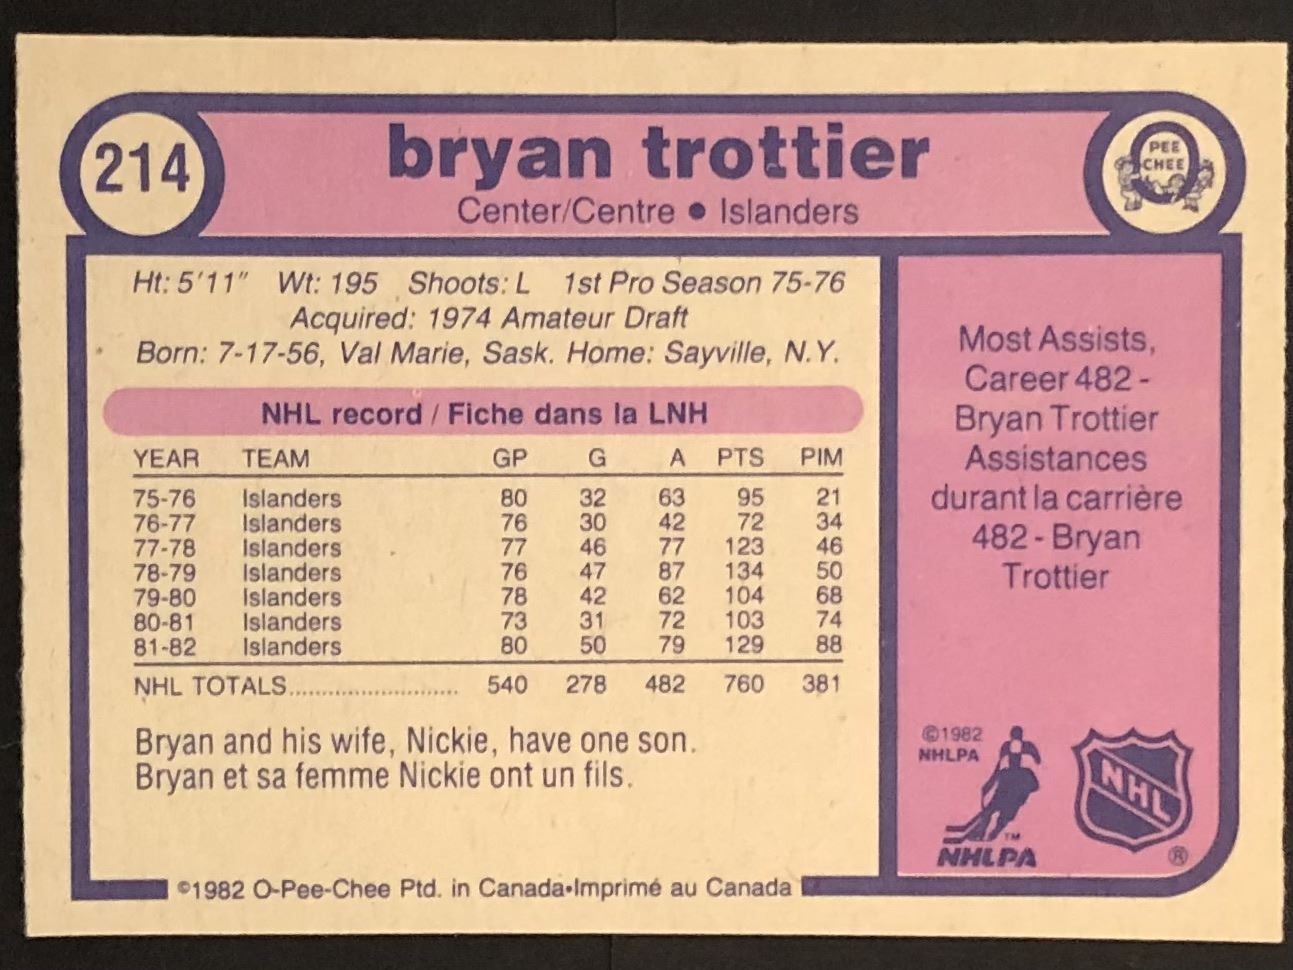 214
bryan trottier
Center/Centre ● Islanders
PEE
CHEE
Ht: 5'11" Wt: 195 Shoots: L 1st Pro Season 75-76
Acquired: 1974 Amateur Draft
Born: 7-17-56, Val Marie, Sask. Home: Sayville, N.Y.
NHL record / Fiche dans la LNH
YEAR TEAM GP G A PTS PIM
75-76 Islanders 80 32 63 95 21
76-77 Islanders 76 30 42 72 34
77-78 Islanders 77 46 77 123 46
78-79 Islanders 76 47 87 134 50
79-80 Islanders 78 42 62 104 68
80-81 Islanders 73 31 72 103 74
81-82 Islanders 80 50 79 129 88
NHL TOTALS............................ 540 278 482 760 381
Bryan and his wife, Nickie, have one son.
Bryan et sa femme Nickie ont un fils.
©1982 O-Pee-Chee Ptd. in Canada•Imprimé au Canada
Most Assists,
Career 482 -
Bryan Trottier
Assistances
durant la carrière
482 - Bryan
Trottier
©1982
NHLPA
TM
NHLPA
NHL
®